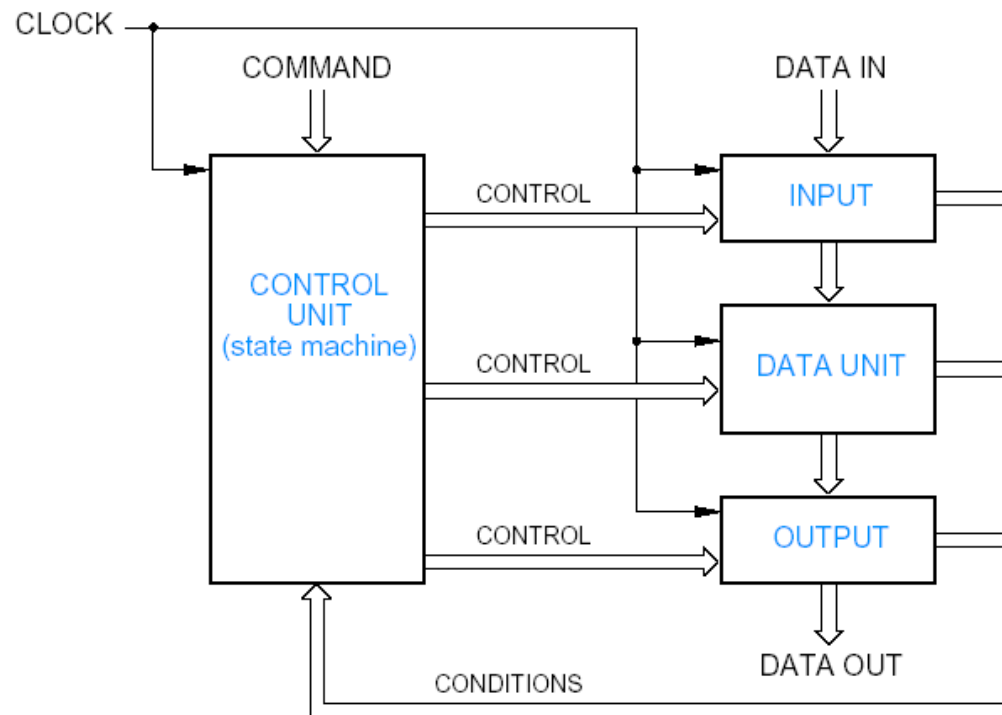 CLOCK
COMMAND
DATA IN
CONTROL
INPUT
CONTROL
UNIT
(state machine)
CONTROL
DATA UNIT
CONTROL
OUTPUT
DATA OUT
CONDITIONS